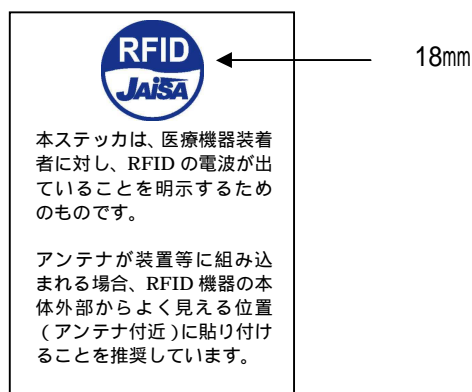 RFID
JAISA
18mm
本ステッカは、医療機器装着
者に対し、RFID の電波が出
ていることを明示するため
のものです。
アンテナが装置等に組み込
まれる場合、RFID 機器の本
体外部からよく見える位置
（アンテナ付近）に貼り付け
ることを推奨しています。